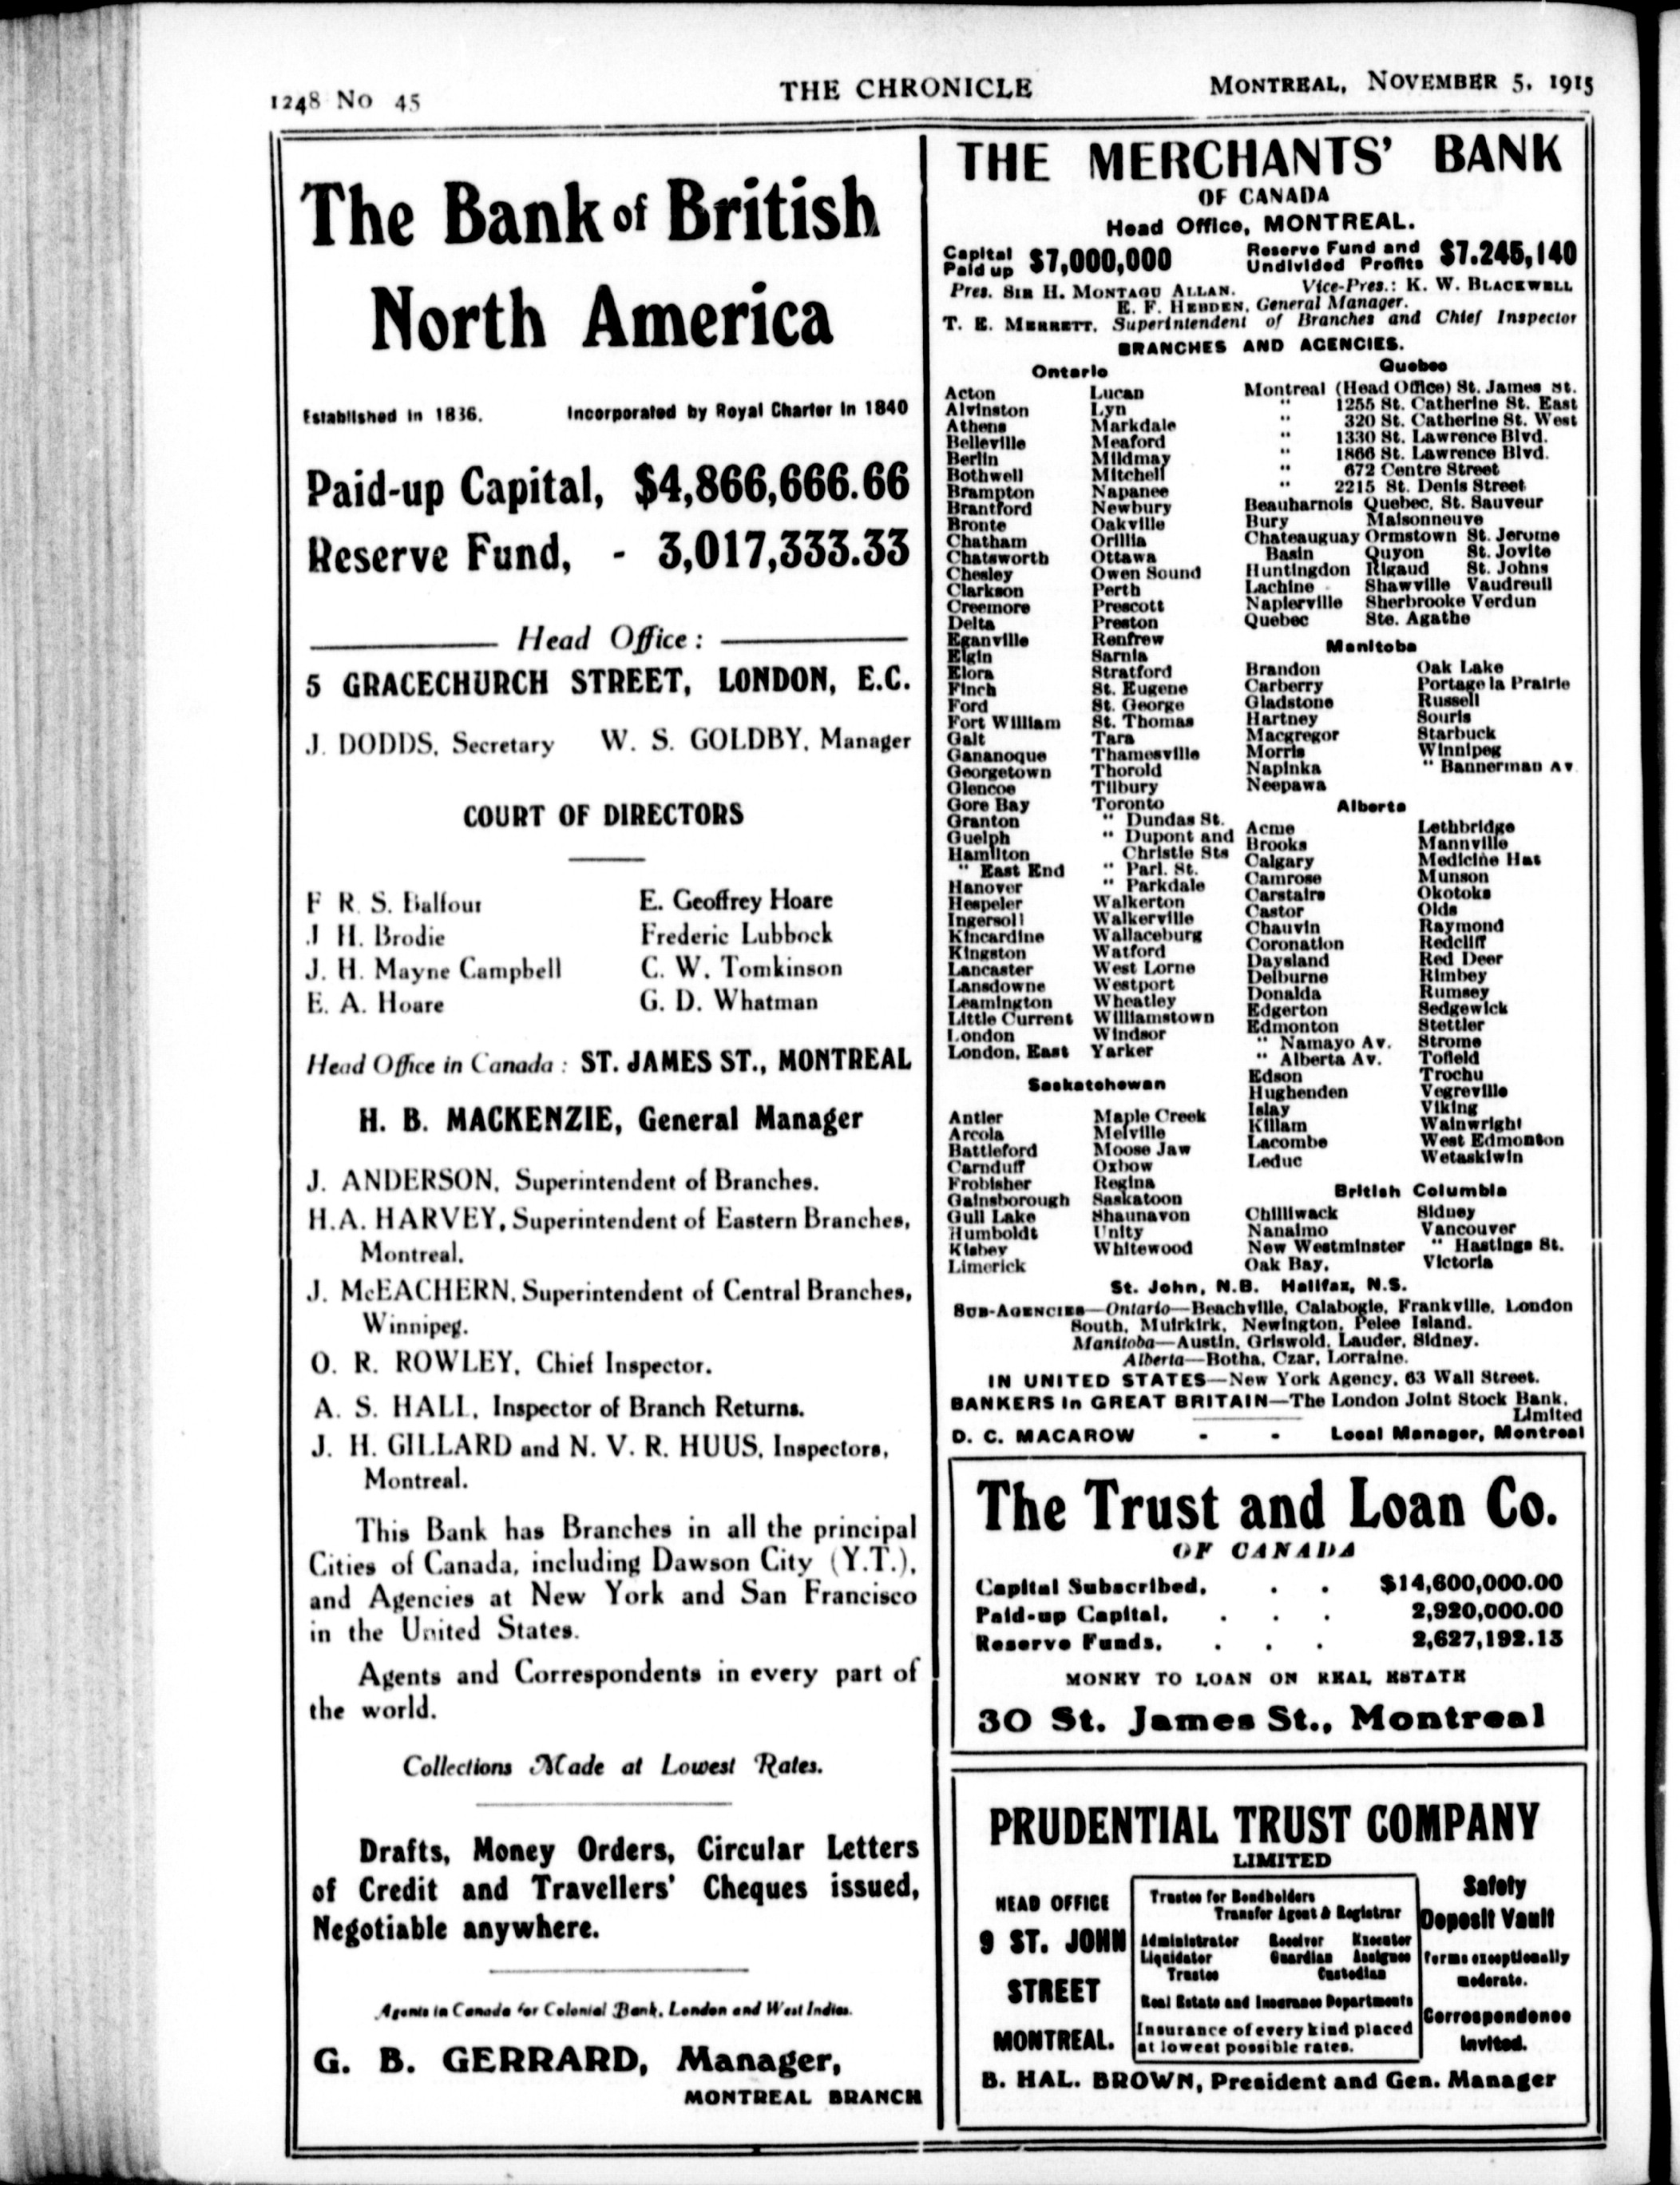 1248 No 45
THE CHRONICLE
MONTREAL, NOVEMBER 5, 1915
The Bank of British
North America
Established in 1836.
Incorporated by Royal Charter in 1840
Paid-up Capital, $4,866,666.66
Reserve Fund, - 3,017,333.33
Head Office :
5 GRACECHURCH STREET, LONDON, E.C.
J. DODDS, Secretary W. S. GOLDBY, Manager
COURT OF DIRECTORS
F. R. S. Balfour E. Geoffrey Hoare
J. H. Brodie Frederic Lubbock
J. H. Mayne Campbell C. W. Tomkinson
E. A. Hoare G. D. Whatman
Head Office in Canada : ST. JAMES ST., MONTREAL
H. B. MACKENZIE, General Manager
J. ANDERSON, Superintendent of Branches.
H.A. HARVEY, Superintendent of Eastern Branches,
Montreal.
J. McEACHERN, Superintendent of Central Branches,
Winnipeg.
O. R. ROWLEY, Chief Inspector.
A. S. HALL, Inspector of Branch Returns.
J. H. GILLARD and N. V. R. HUUS, Inspectors,
Montreal.
This Bank has Branches in all the principal
Cities of Canada, including Dawson City (Y.T.),
and Agencies at New York and San Francisco
in the United States.
Agents and Correspondents in every part of
the world.
Collections Made at Lowest Rates.
Drafts, Money Orders, Circular Letters
of Credit and Travellers' Cheques issued,
Negotiable anywhere.
Agents in Canada for Colonial Bank, London and West Indies.
G. B. GERRARD, Manager,
MONTREAL BRANCH
THE MERCHANTS' BANK
OF CANADA
Head Office, MONTREAL.
Capital Paid up $7,000,000
Reserve Fund and Undivided Profits $7.245,140
Pres. SIR H. MONTAGU ALLAN. Vice-Pres.: K. W. BLACKWELL
E. F. HEBDEN, General Manager.
T. E. MERRETT, Superintendent of Branches and Chief Inspector
BRANCHES AND AGENCIES.
Ontario
Acton Lucan
Alvinston Lyn
Athens Markdale
Belleville Meaford
Berlin Mildmay
Bothwell Mitchell
Brampton Napanee
Brantford Newbury
Bronte Oakville
Chatham Orillia
Chatsworth Ottawa
Chesley Owen Sound
Clarkson Perth
Creemore Prescott
Delta Preston
Eganville Renfrew
Elgin Sarnia
Elora Stratford
Finch St. Eugene
Ford St. George
Fort William St. Thomas
Galt Tara
Gananoque Thamesville
Georgetown Thorold
Glencoe Tilbury
Gore Bay Toronto
Granton " Dundas St.
Guelph " Dupont and
Hamilton Christie Sts
" East End " Parl. St.
Hanover " Parkdale
Hespeler Walkerton
Ingersoll Walkerville
Kincardine Wallaceburg
Kingston Watford
Lancaster West Lorne
Lansdowne Westport
Leamington Wheatley
Little Current Williamstown
London Windsor
London, East Yarker
Saskatchewan
Antler Maple Creek
Arcola Melville
Battleford Moose Jaw
Carnduff Oxbow
Frobisher Regina
Gainsborough Saskatoon
Gull Lake Shaunavon
Humboldt Unity
Kisbey Whitewood
Limerick
Quebec
Montreal (Head Office) St. James St.
" 1255 St. Catherine St. East
" 320 St. Catherine St. West
" 1330 St. Lawrence Blvd.
" 1866 St. Lawrence Blvd.
" 672 Centre Street
" 2215 St. Denis Street
Beauharnois Quebec, St. Sauveur
Bury Maisonneuve
Chateauguay Ormstown St. Jerome
Basin Quyon St. Jovite
Huntingdon Rigaud St. Johns
Lachine Shawville Vaudreuil
Napierville Sherbrooke Verdun
Quebec Ste. Agathe
Manitoba
Brandon Oak Lake
Carberry Portage la Prairie
Gladstone Russell
Hartney Souris
Macgregor Starbuck
Morris Winnipeg
Napinka " Bannerman Av
Neepawa
Alberta
Acme Lethbridge
Brooks Mannville
Calgary Medicine Hat
Camrose Munson
Carstairs Okotoks
Castor Olds
Chauvin Raymond
Coronation Redcliff
Daysland Red Deer
Delburne Rimbey
Donalda Rumsey
Edgerton Sedgewick
Edmonton Stettler
" Namayo Av. Strome
" Alberta Av. Tofield
Edson Trochu
Hughenden Vegreville
Islay Viking
Killam Wainwright
Lacombe West Edmonton
Leduc Wetaskiwin
British Columbia
Chilliwack Sidney
Nanaimo Vancouver
New Westminster " Hastings St.
Oak Bay, Victoria
St. John, N.B. Halifax, N.S.
SUB-AGENCIES—Ontario—Beachville, Calabogie, Frankville, London
South, Muirkirk, Newington, Pelee Island.
Manitoba—Austin, Griswold, Lauder, Sidney.
Alberta—Botha, Czar, Lorraine.
IN UNITED STATES—New York Agency, 63 Wall Street.
BANKERS in GREAT BRITAIN—The London Joint Stock Bank,
Limited
D. C. MACAROW - - Local Manager, Montreal
The Trust and Loan Co.
OF CANADA
Capital Subscribed, . . $14,600,000.00
Paid-up Capital, . . . 2,920,000.00
Reserve Funds, . . . 2,627,192.13
MONEY TO LOAN ON REAL ESTATE
30 St. James St., Montreal
PRUDENTIAL TRUST COMPANY
LIMITED
HEAD OFFICE
9 ST. JOHN
STREET
MONTREAL.
Trustee for Bondholders
Transfer Agent & Registrar
Administrator Receiver Executor
Liquidator Guardian Assignee
Trustee Custodian
Real Estate and Insurance Departments
Insurance of every kind placed
at lowest possible rates.
Safety
Deposit Vault
Terms exceptionally
moderate.
Correspondence
Invited.
B. HAL. BROWN, President and Gen. Manager